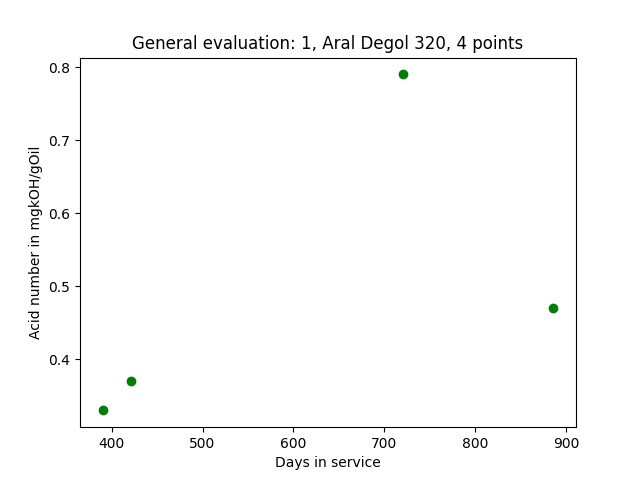 General evaluation: 1, Aral Degol 320, 4 points
0.8
0.7
0.6
0.5
0.4
Acid number in mgkOH/gOil
400 500 600 700 800 900
Days in service